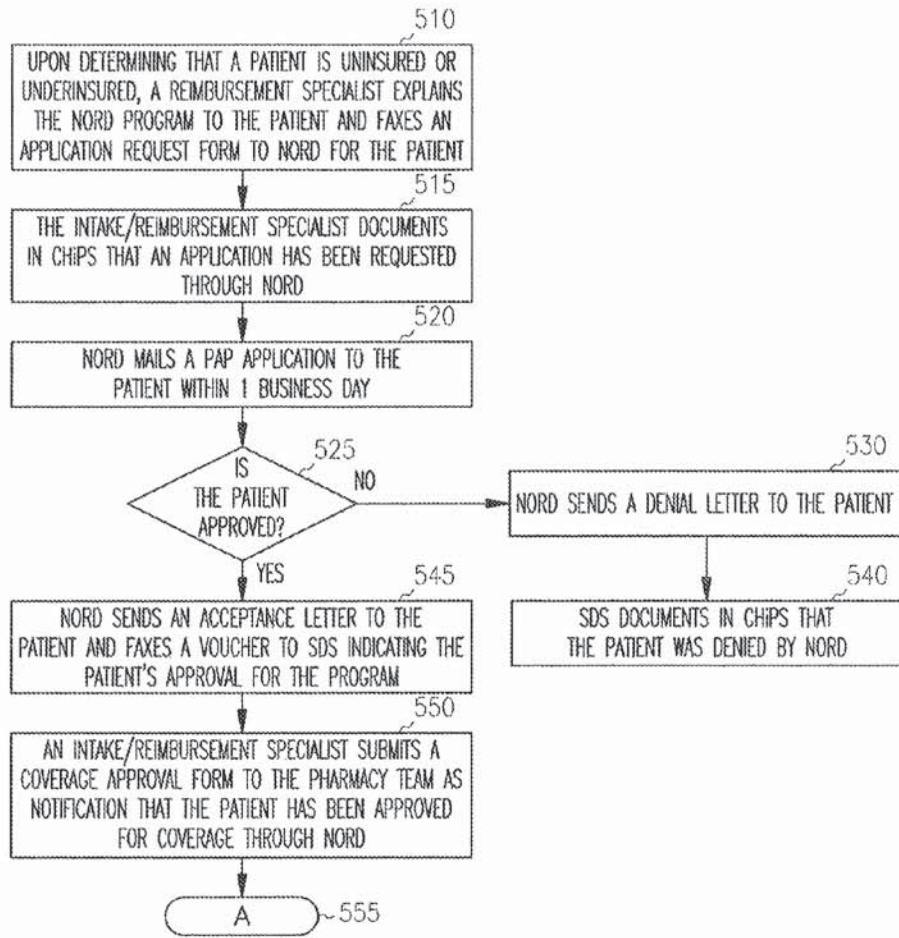 510
UPON DETERMINING THAT A PATIENT IS UNINSURED OR
UNDERINSURED, A REIMBURSEMENT SPECIALIST EXPLAINS
THE NORD PROGRAM TO THE PATIENT AND FAXES AN
APPLICATION REQUEST FORM TO NORD FOR THE PATIENT
515
THE INTAKE/REIMBURSEMENT SPECIALIST DOCUMENTS
IN CHiPS THAT AN APPLICATION HAS BEEN REQUESTED
THROUGH NORD
520
NORD MAILS A PAP APPLICATION TO THE
PATIENT WITHIN 1 BUSINESS DAY
525
IS
THE PATIENT
APPROVED?
NO
530
NORD SENDS A DENIAL LETTER TO THE PATIENT
540
SDS DOCUMENTS IN CHiPS THAT
THE PATIENT WAS DENIED BY NORD
YES
545
NORD SENDS AN ACCEPTANCE LETTER TO THE
PATIENT AND FAXES A VOUCHER TO SDS INDICATING THE
PATIENT'S APPROVAL FOR THE PROGRAM
550
AN INTAKE/REIMBURSEMENT SPECIALIST SUBMITS A
COVERAGE APPROVAL FORM TO THE PHARMACY TEAM AS
NOTIFICATION THAT THE PATIENT HAS BEEN APPROVED
FOR COVERAGE THROUGH NORD
A
555